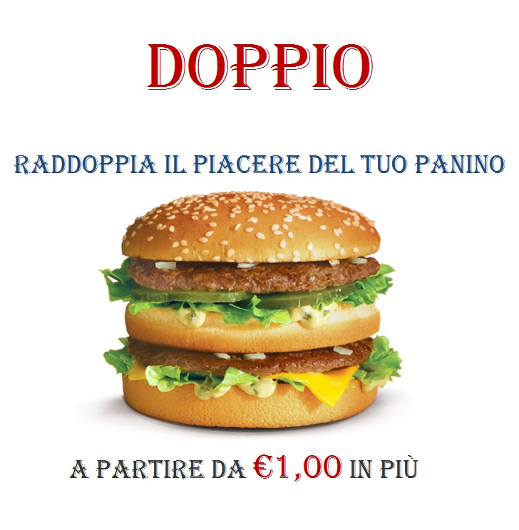 DOPPIO
RADDOPPIA IL PIACERE DEL TUO PANINO
A PARTIRE DA €1,00 IN PIÙ